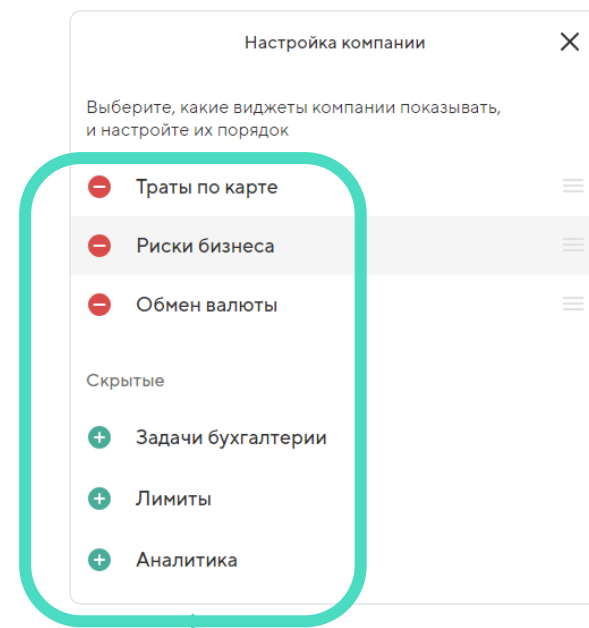 Настройка компании
Выберите, какие виджеты компании показывать,
и настройте их порядок
Траты по карте
Риски бизнеса
Обмен валюты
Скрытые
Задачи бухгалтерии
Лимиты
Аналитика